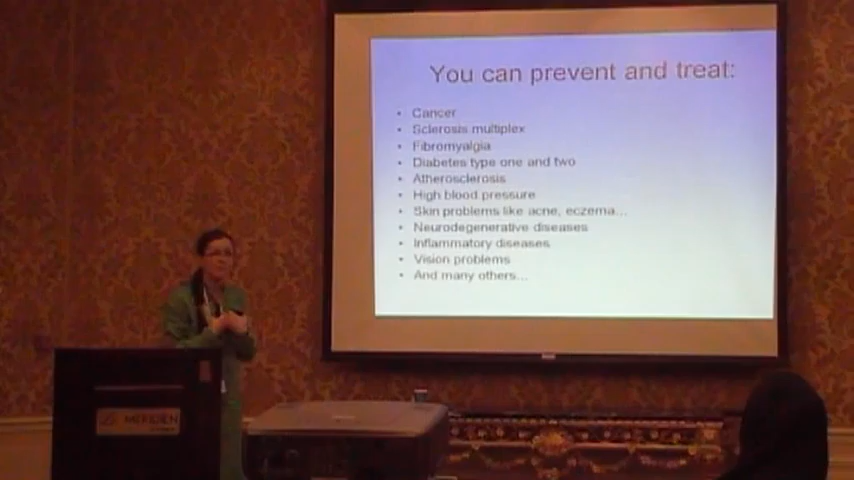 You can prevent and treat:
• Cancer
• Sclerosis multiplex
• Fibromyalgia
• Diabetes type one and two
• Atherosclerosis
• High blood pressure
• Skin problems like acne, eczema...
• Neurodegenerative diseases
• Inflammatory diseases
• Vision problems
• And many others...
MERIDIEN